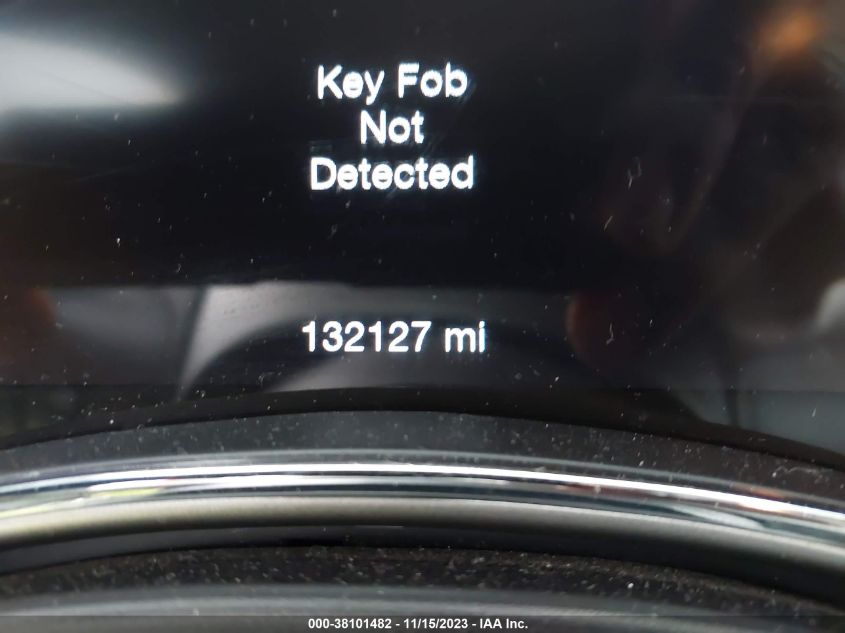 Key Fob
Not
Detected
132127 mi
000-38101482 - 11/15/2023 - IAA Inc.